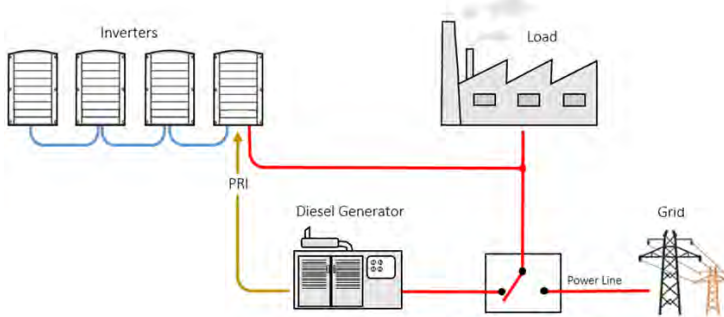 Inverters
Load
PRI
Diesel Generator
Grid
Power Line